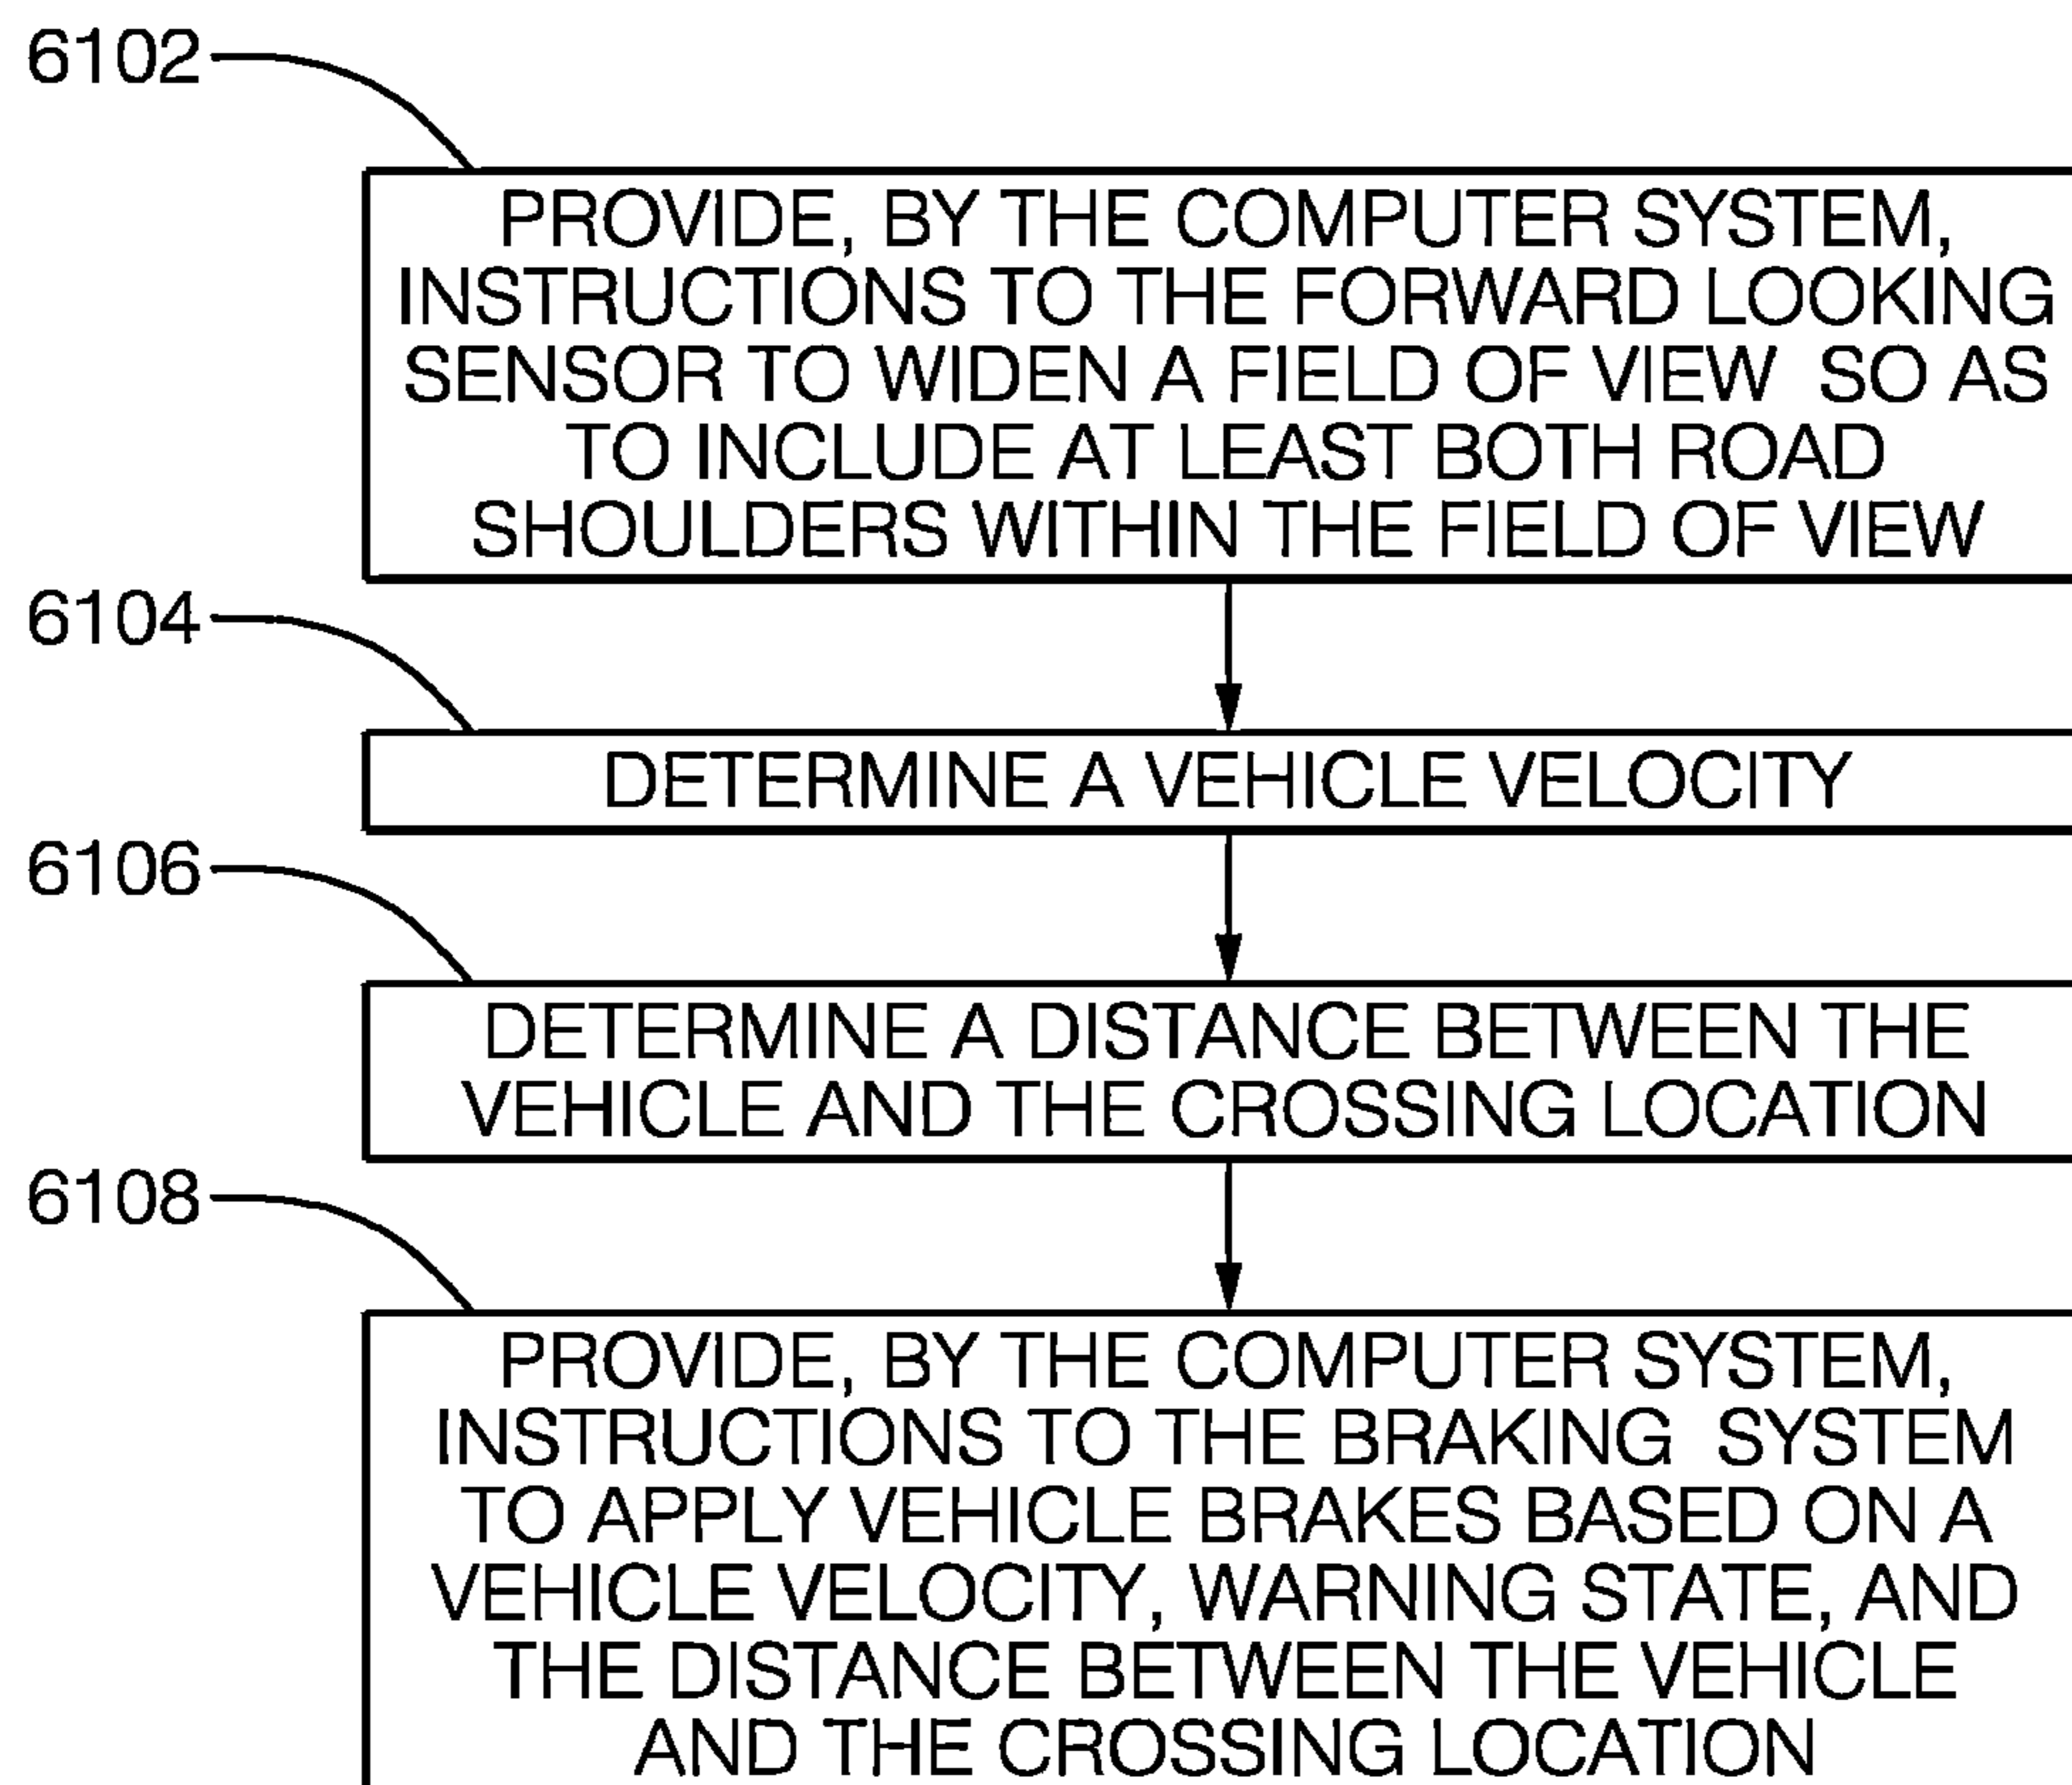 6102
PROVIDE, BY THE COMPUTER SYSTEM,
INSTRUCTIONS TO THE FORWARD LOOKING
SENSOR TO WIDEN A FIELD OF VIEW SO AS
TO INCLUDE AT LEAST BOTH ROAD
SHOULDERS WITHIN THE FIELD OF VIEW
6104
DETERMINE A VEHICLE VELOCITY
6106
DETERMINE A DISTANCE BETWEEN THE
VEHICLE AND THE CROSSING LOCATION
6108
PROVIDE, BY THE COMPUTER SYSTEM,
INSTRUCTIONS TO THE BRAKING SYSTEM
TO APPLY VEHICLE BRAKES BASED ON A
VEHICLE VELOCITY, WARNING STATE, AND
THE DISTANCE BETWEEN THE VEHICLE
AND THE CROSSING LOCATION